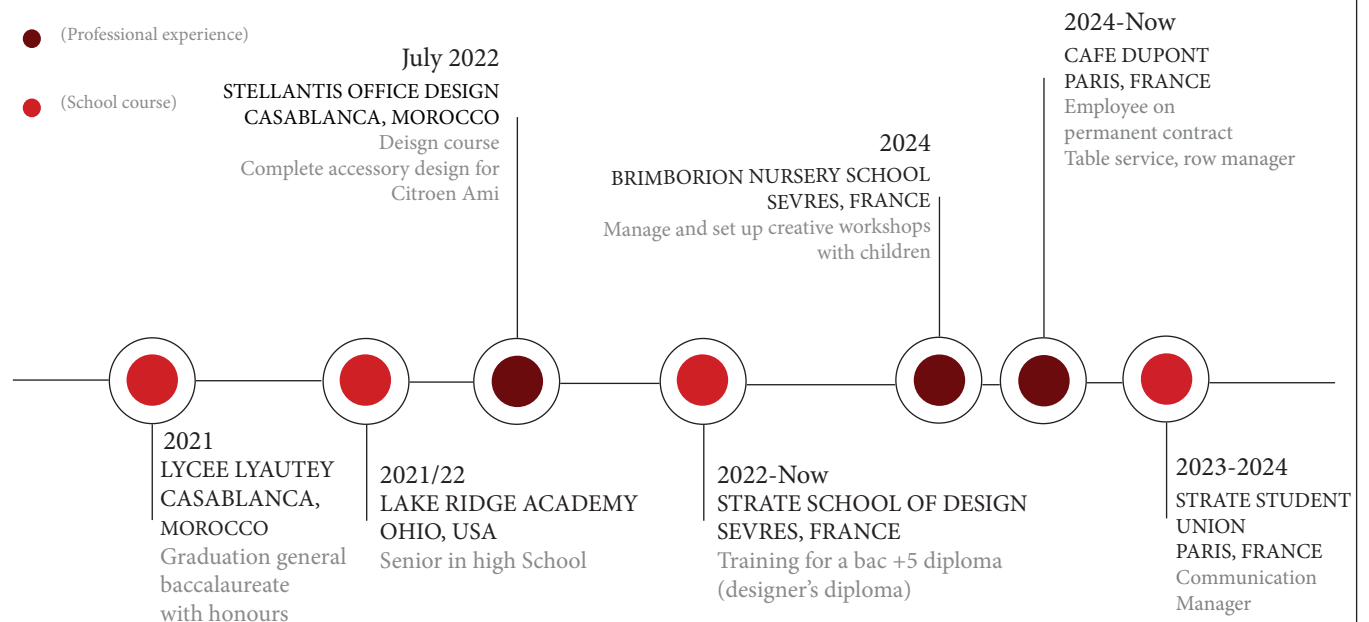 (Professional experience)
(School course)
July 2022
STELLANTIS OFFICE DESIGN
CASABLANCA, MOROCCO
Deisgn course
Complete accessory design for
Citroen Ami
2024
BRIMBORION NURSERY SCHOOL
SEVRES, FRANCE
Manage and set up creative workshops
with children
2024-Now
CAFE DUPONT
PARIS, FRANCE
Employee on
permanent contract
Table service, row manager
2021
LYCEE LYAUTEY
CASABLANCA,
MOROCCO
Graduation general
baccalaureate
with honours
2021/22
LAKE RIDGE ACADEMY
OHIO, USA
Senior in high School
2022-Now
STRATE SCHOOL OF DESIGN
SEVRES, FRANCE
Training for a bac +5 diploma
(designer’s diploma)
2023-2024
STRATE STUDENT
UNION
PARIS, FRANCE
Communication
Manager